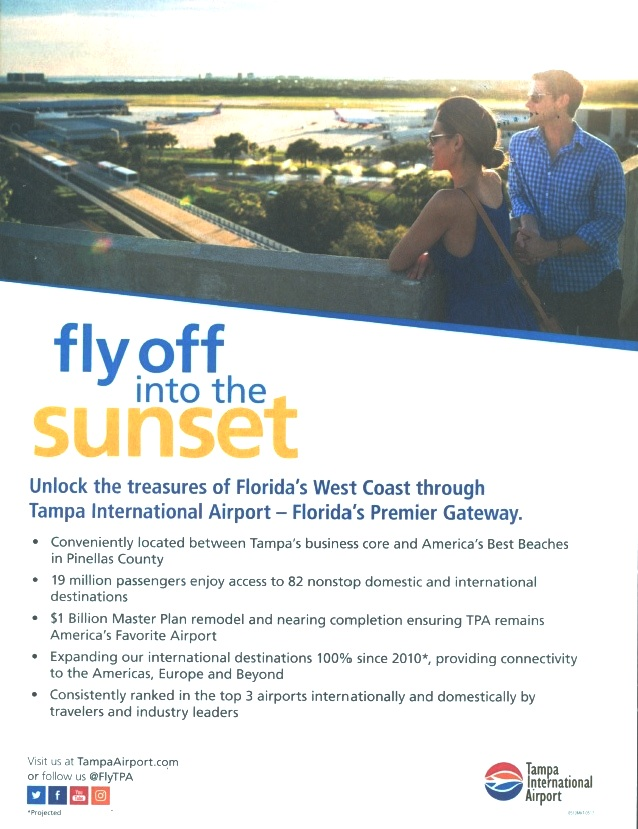 fly off
into the
sunset
Unlock the treasures of Florida's West Coast through
Tampa International Airport – Florida's Premier Gateway.
• Conveniently located between Tampa's business core and America's Best Beaches
in Pinellas County
• 19 million passengers enjoy access to 82 nonstop domestic and international
destinations
• $1 Billion Master Plan remodel and nearing completion ensuring TPA remains
America's Favorite Airport
• Expanding our international destinations 100% since 2010*, providing connectivity
to the Americas, Europe and Beyond
• Consistently ranked in the top 3 airports internationally and domestically by
travelers and industry leaders
Visit us at TampaAirport.com
or follow us @FlyTPA
You
Tube
*Projected
Tampa
International
Airport